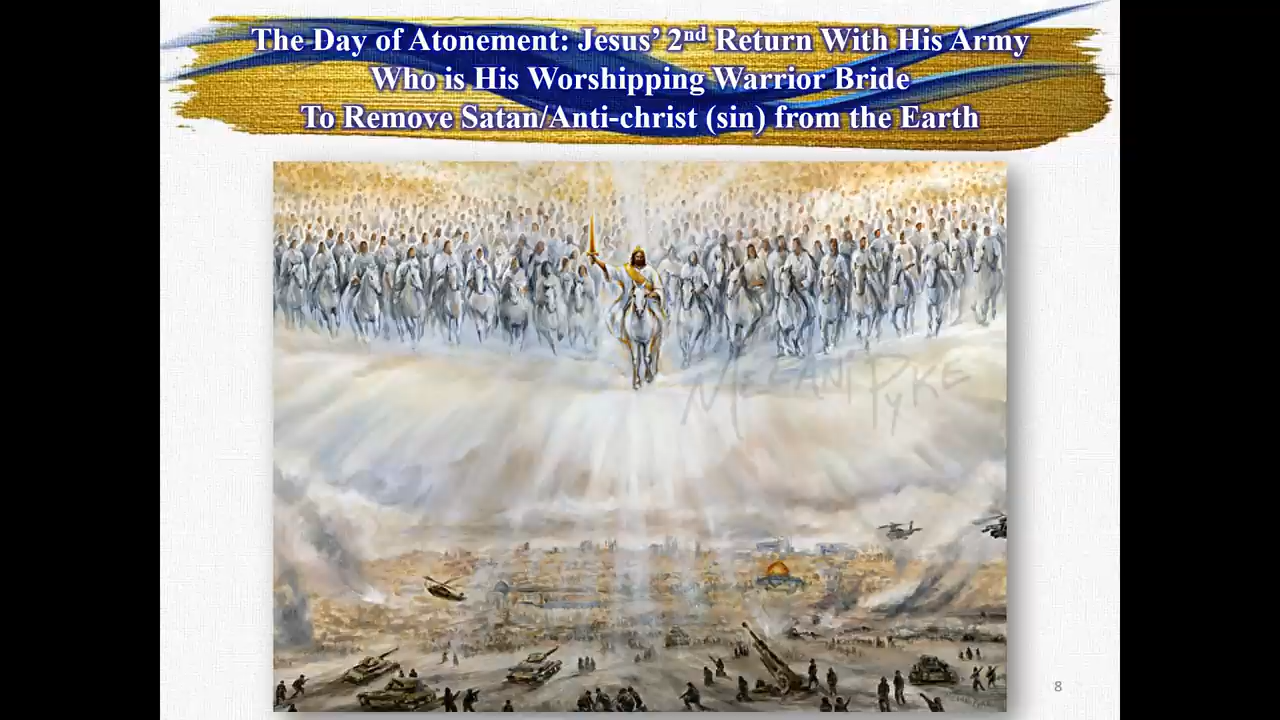 The Day of Atonement: Jesus’ 2nd Return With His Army
Who is His Worshipping Warrior Bride
To Remove Satan/Anti-christ (sin) from the Earth
MELANI PYKE
8